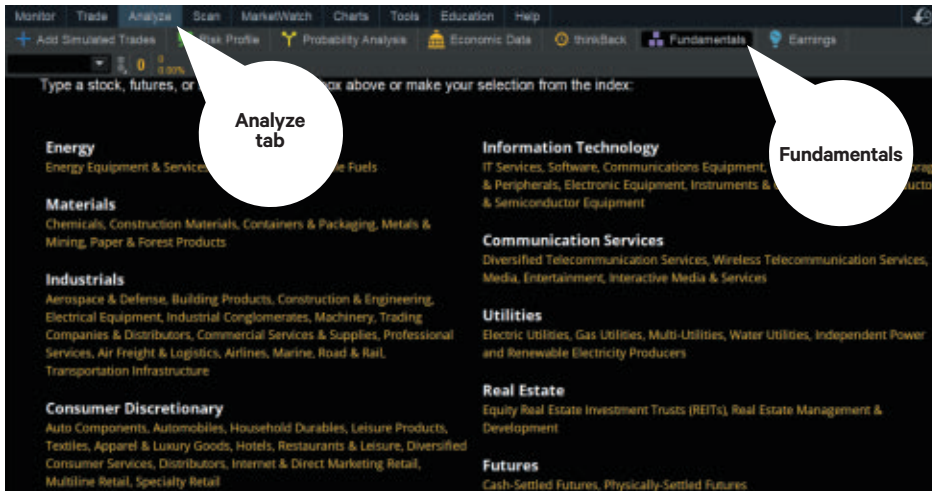 Monitor Trade Analyze Scan MarketWatch Charts Tools Education Help
Add Simulated Trades Risk Profile Probability Analysis Economic Data thinkBack Fundamentals Earnings
0 0
0.00%
Type a stock, futures, or ox above or make your selection from the index:
Analyze
tab
Fundamentals
Energy
Energy Equipment & Servic e Fuels
Materials
Chemicals, Construction Materials, Containers & Packaging, Metals &
Mining, Paper & Forest Products
Industrials
Aerospace & Defense, Building Products, Construction & Engineering,
Electrical Equipment, Industrial Conglomerates, Machinery, Trading
Companies & Distributors, Commercial Services & Supplies, Professional
Services, Air Freight & Logistics, Airlines, Marine, Road & Rail,
Transportation Infrastructure
Consumer Discretionary
Auto Components, Automobiles, Household Durables, Leisure Products,
Textiles, Apparel & Luxury Goods, Hotels, Restaurants & Leisure, Diversified
Consumer Services, Distributors, Internet & Direct Marketing Retail,
Multiline Retail, Specialty Retail
Information Technology
IT Services, Software, Communications Equipment,
& Peripherals, Electronic Equipment, Instruments &
& Semiconductor Equipment
Communication Services
Diversified Telecommunication Services, Wireless Telecommunication Services,
Media, Entertainment, Interactive Media & Services
Utilities
Electric Utilities, Gas Utilities, Multi-Utilities, Water Utilities, Independent Power
and Renewable Electricity Producers
Real Estate
Equity Real Estate Investment Trusts (REITs), Real Estate Management &
Development
Futures
Cash-Settled Futures, Physically-Settled Futures